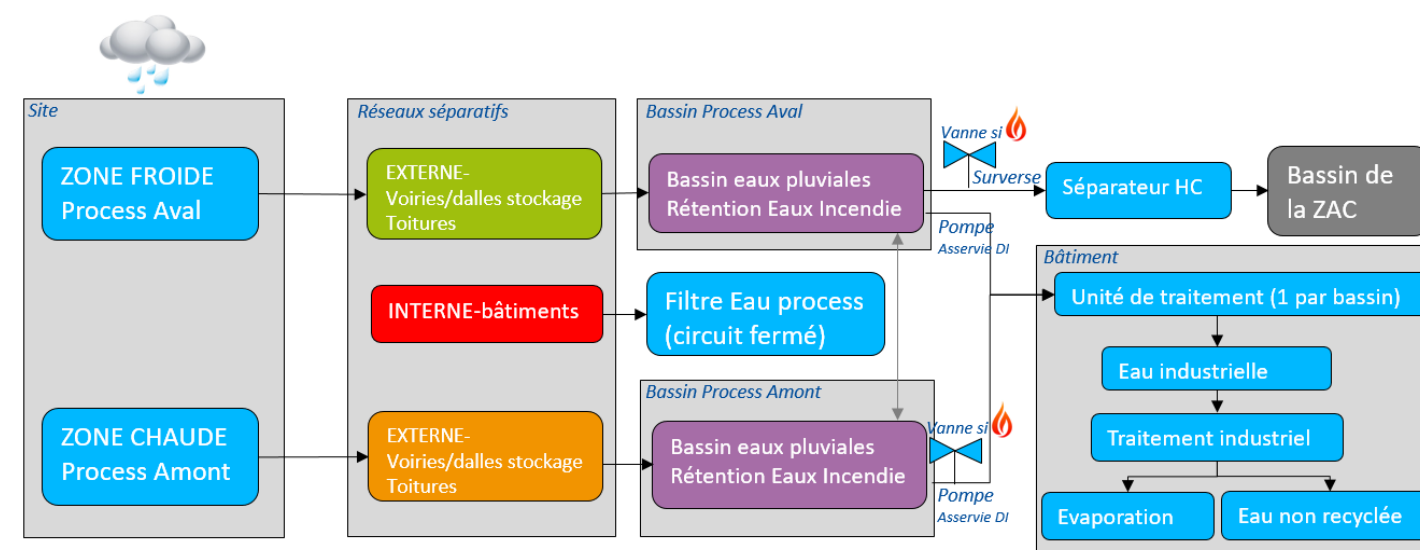 Site
ZONE FROIDE
Process Aval
ZONE CHAUDE
Process Amont
Réseaux séparatifs
EXTERNE-
Voiries/dalles stockage
Toitures
INTERNE-bâtiments
EXTERNE-
Voiries/dalles stockage
Toitures
Bassin Process Aval
Bassin eaux pluviales
Rétention Eaux Incendie
Filtre Eau process
(circuit fermé)
Bassin Process Amont
Bassin eaux pluviales
Rétention Eaux Incendie
Vanne si
Surverse
Pompe
Asservie DI
Vanne si
Pompe
Asservie DI
Séparateur HC
Bassin de
la ZAC
Bâtiment
Unité de traitement (1 par bassin)
Eau industrielle
Traitement industriel
Evaporation
Eau non recyclée